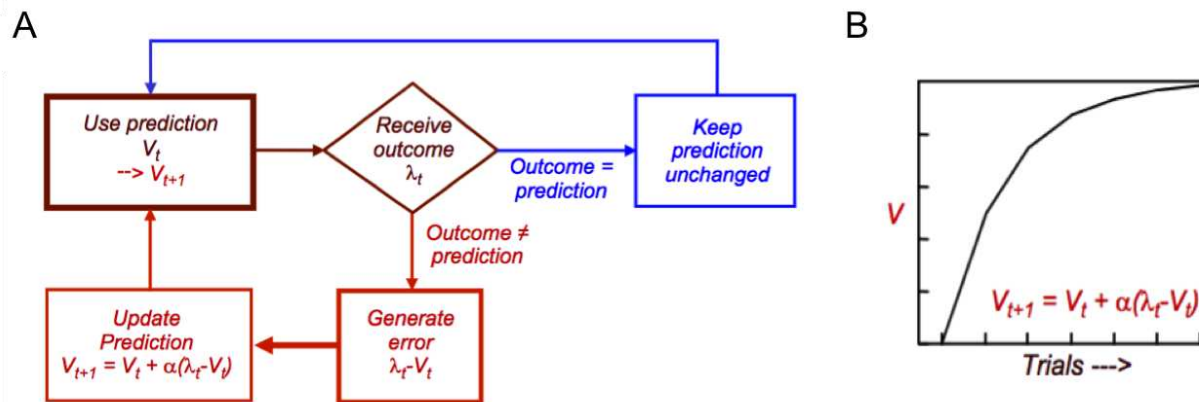 A
Use prediction
Vₜ
--> Vₜ₊₁
Receive
outcome
λₜ
Outcome =
prediction
Keep
prediction
unchanged
Outcome ≠
prediction
Update
Prediction
Vₜ₊₁ = Vₜ + α(λₜ-Vₜ)
Generate
error
λₜ-Vₜ
B
V
Vₜ₊₁ = Vₜ + α(λₜ-Vₜ)
Trials --->